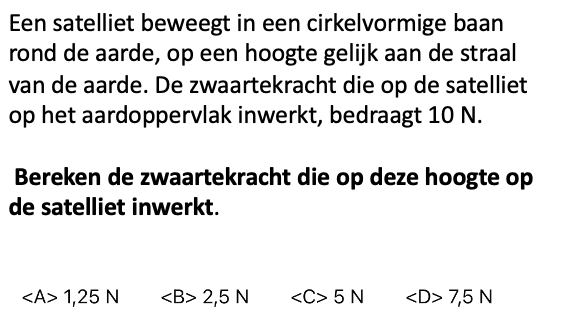 Een satelliet beweegt in een cirkelvormige baan
rond de aarde, op een hoogte gelijk aan de straal
van de aarde. De zwaartekracht die op de satelliet
op het aardoppervlak inwerkt, bedraagt 10 N.
Bereken de zwaartekracht die op deze hoogte op
de satelliet inwerkt.
<A> 1,25 N <B> 2,5 N <C> 5 N <D> 7,5 N